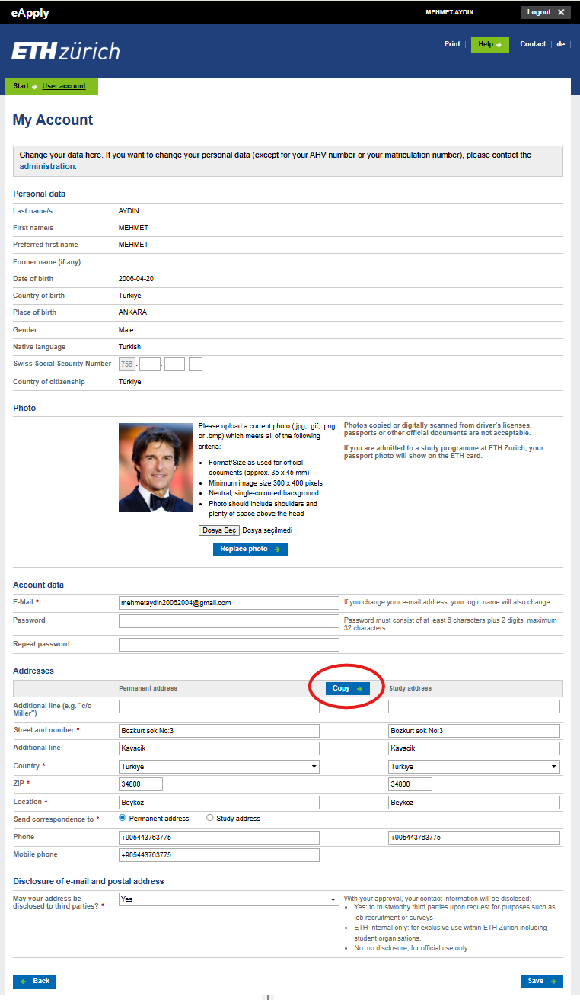 eApply
MEHMET AYDIN
Logout
ETH zürich
Print
Help
Contact
de
Start
User account
My Account
Change your data here. If you want to change your personal data (except for your AHV number or your matriculation number), please contact the
administration.
Personal data
Last name/s AYDIN
First name/s MEHMET
Preferred first name MEHMET
Former name (if any)
Date of birth 2006-04-20
Country of birth Türkiye
Place of birth ANKARA
Gender Male
Native language Turkish
Swiss Social Security Number 756 . . .
Country of citizenship Türkiye
Photo
Please upload a current photo (.jpg, .gif, .png
or .bmp) which meets all of the following
criteria:
• Format/Size as used for official
documents (approx. 35 x 45 mm)
• Minimum image size 300 x 400 pixels
• Neutral, single-coloured background
• Photo should include shoulders and
plenty of space above the head
Dosya Seç Dosya seçilmedi
Replace photo
Photos copied or digitally scanned from driver's licenses,
passports or other official documents are not acceptable.
If you are admitted to a study programme at ETH Zurich, your
passport photo will show on the ETH card.
Account data
E-Mail * mehmetaydin20062004@gmail.com If you change your e-mail address, your login name will also change.
Password
Password must consist of at least 6 characters plus 2 digits, maximum
32 characters.
Repeat password
Addresses
Permanent address Copy Study address
Additional line (e.g. "c/o
Miller")
Street and number * Bozkurt sok No:3 Bozkurt sok No:3
Additional line Kavacik Kavacik
Country * Türkiye Türkiye
ZIP * 34800 34800
Location * Beykoz Beykoz
Send correspondence to * Permanent address Study address
Phone +905443763775 +905443763775
Mobile phone +905443763775
Disclosure of e-mail and postal address
May your address be
disclosed to third parties? * Yes
With your approval, your contact information will be disclosed:
• Yes: to trustworthy third parties upon request for purposes such as
job recruitment or surveys
• ETH-internal only: for exclusive use within ETH Zurich including
student organisations.
• No: no disclosure, for official use only
Back
Save